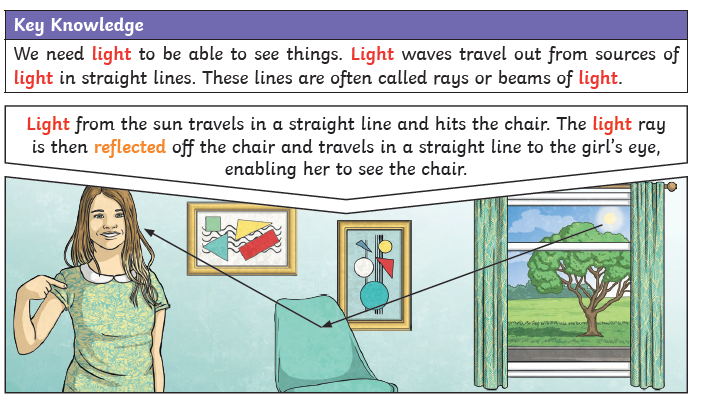 Key Knowledge
We need light to be able to see things. Light waves travel out from sources of
light in straight lines. These lines are often called rays or beams of light.
Light from the sun travels in a straight line and hits the chair. The light ray
is then reflected off the chair and travels in a straight line to the girl's eye,
enabling her to see the chair.